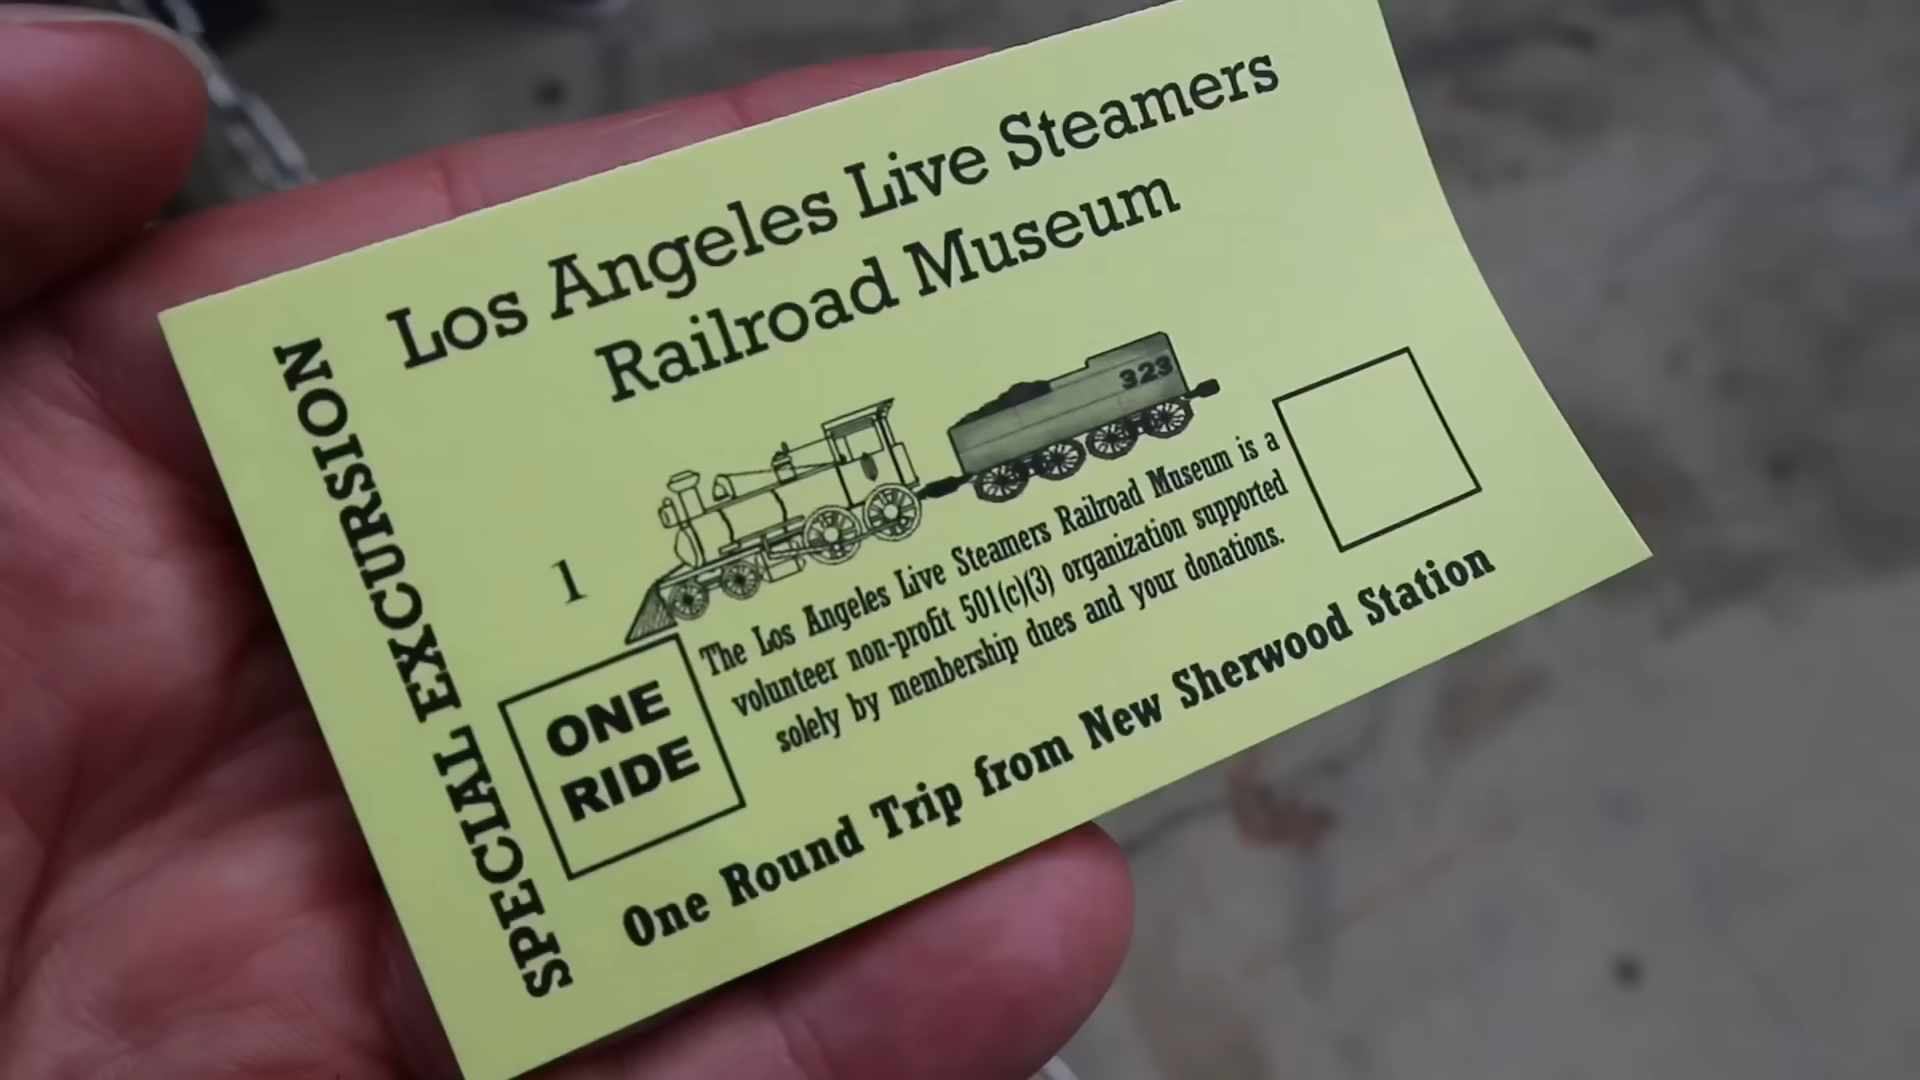 Los Angeles Live Steamers
Railroad Museum
SPECIAL EXCURSION
323
1
The Los Angeles Live Steamers Railroad Museum is a
volunteer non-profit 501(c)(3) organization supported
solely by membership dues and your donations.
ONE
RIDE
One Round Trip from New Sherwood Station